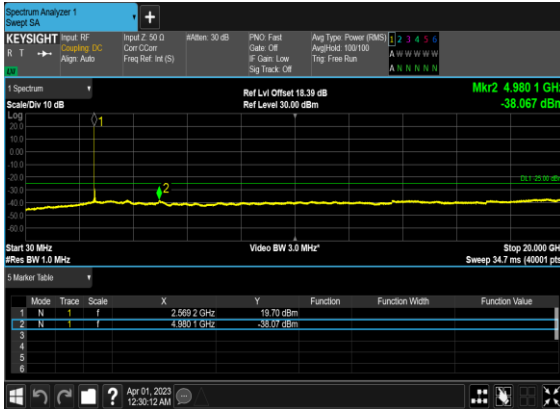 Spectrum Analyzer 1
Swept SA
+
KEYSIGHT Input: RF Input Z: 50 Ω #Atten: 30 dB PNO: Fast Avg Type: Power (RMS) 1 2 3 4 5 6
R T Coupling: DC Corr CCorr Gate: Off Avg|Hold: 100/100 A W W W W W
Align: Auto Freq Ref: Int (S) IF Gain: Low Trig: Free Run
Sig Track: Off A N N N N N
1 Spectrum Ref Lvl Offset 18.39 dB Mkr2 4.980 1 GHz
Scale/Div 10 dB Ref Level 30.00 dBm -38.067 dBm
Log
20.0
10.0
0.00
-10.0
-20.0
-30.0
-40.0
-50.0
-60.0
1
2
DL1 -25.00 dBm
Start 30 MHz Video BW 3.0 MHz* Stop 20.000 GHz
#Res BW 1.0 MHz Sweep 34.7 ms (40001 pts)
5 Marker Table
Mode Trace Scale X Y Function Function Width Function Value
1 N 1 f 2.569 2 GHz 19.70 dBm
2 N 1 f 4.980 1 GHz -38.07 dBm
3
4
5
6
? Apr 01, 2023
12:30:12 AM